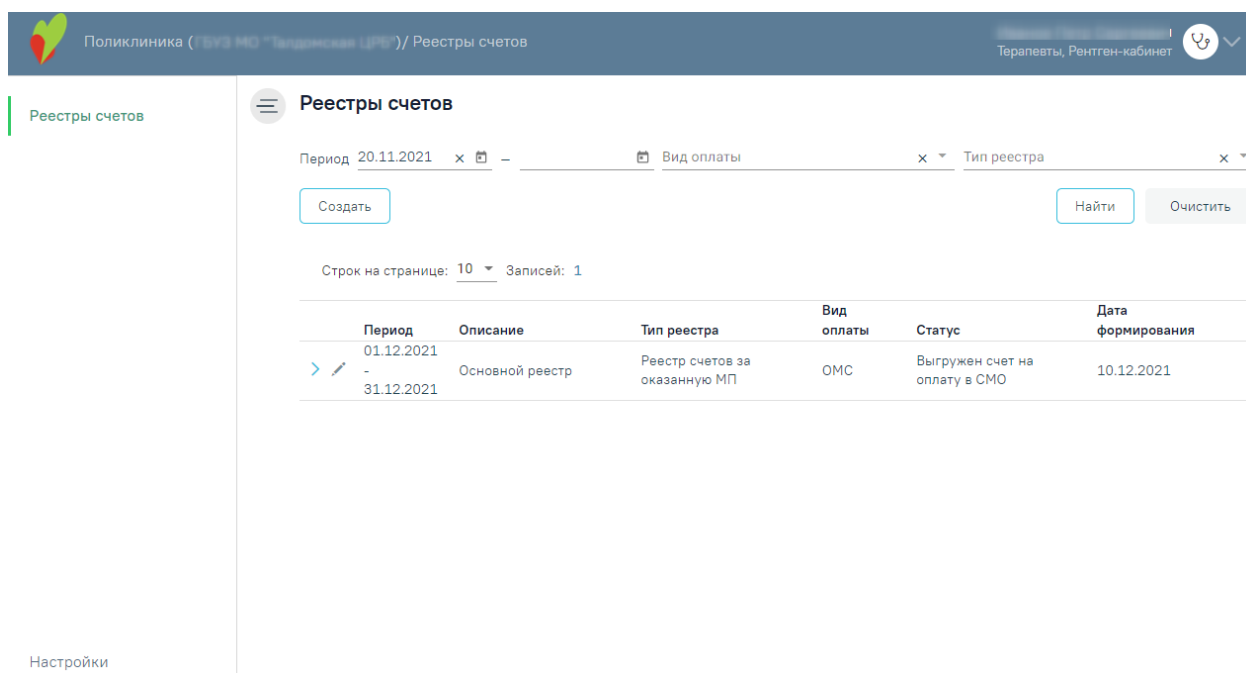 Поликлиника ( )/ Реестры счетов
Терапевты, Рентген-кабинет
Реестры счетов
Реестры счетов
Период 20.11.2021 × – Вид оплаты × Тип реестра ×
Создать Найти Очистить
Строк на странице: 10 Записей: 1
Период Описание Тип реестра Вид оплаты Статус Дата формирования
01.12.2021 - 31.12.2021 Основной реестр Реестр счетов за оказанную МП ОМС Выгружен счет на оплату в СМО 10.12.2021
Настройки